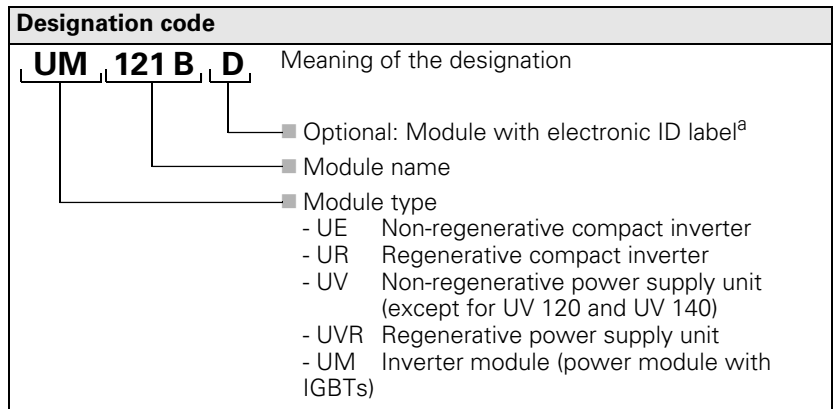 Designation code
UM 121 B D Meaning of the designation
Optional: Module with electronic ID labelᵃ
Module name
Module type
- UE Non-regenerative compact inverter
- UR Regenerative compact inverter
- UV Non-regenerative power supply unit
(except for UV 120 and UV 140)
- UVR Regenerative power supply unit
- UM Inverter module (power module with
IGBTs)